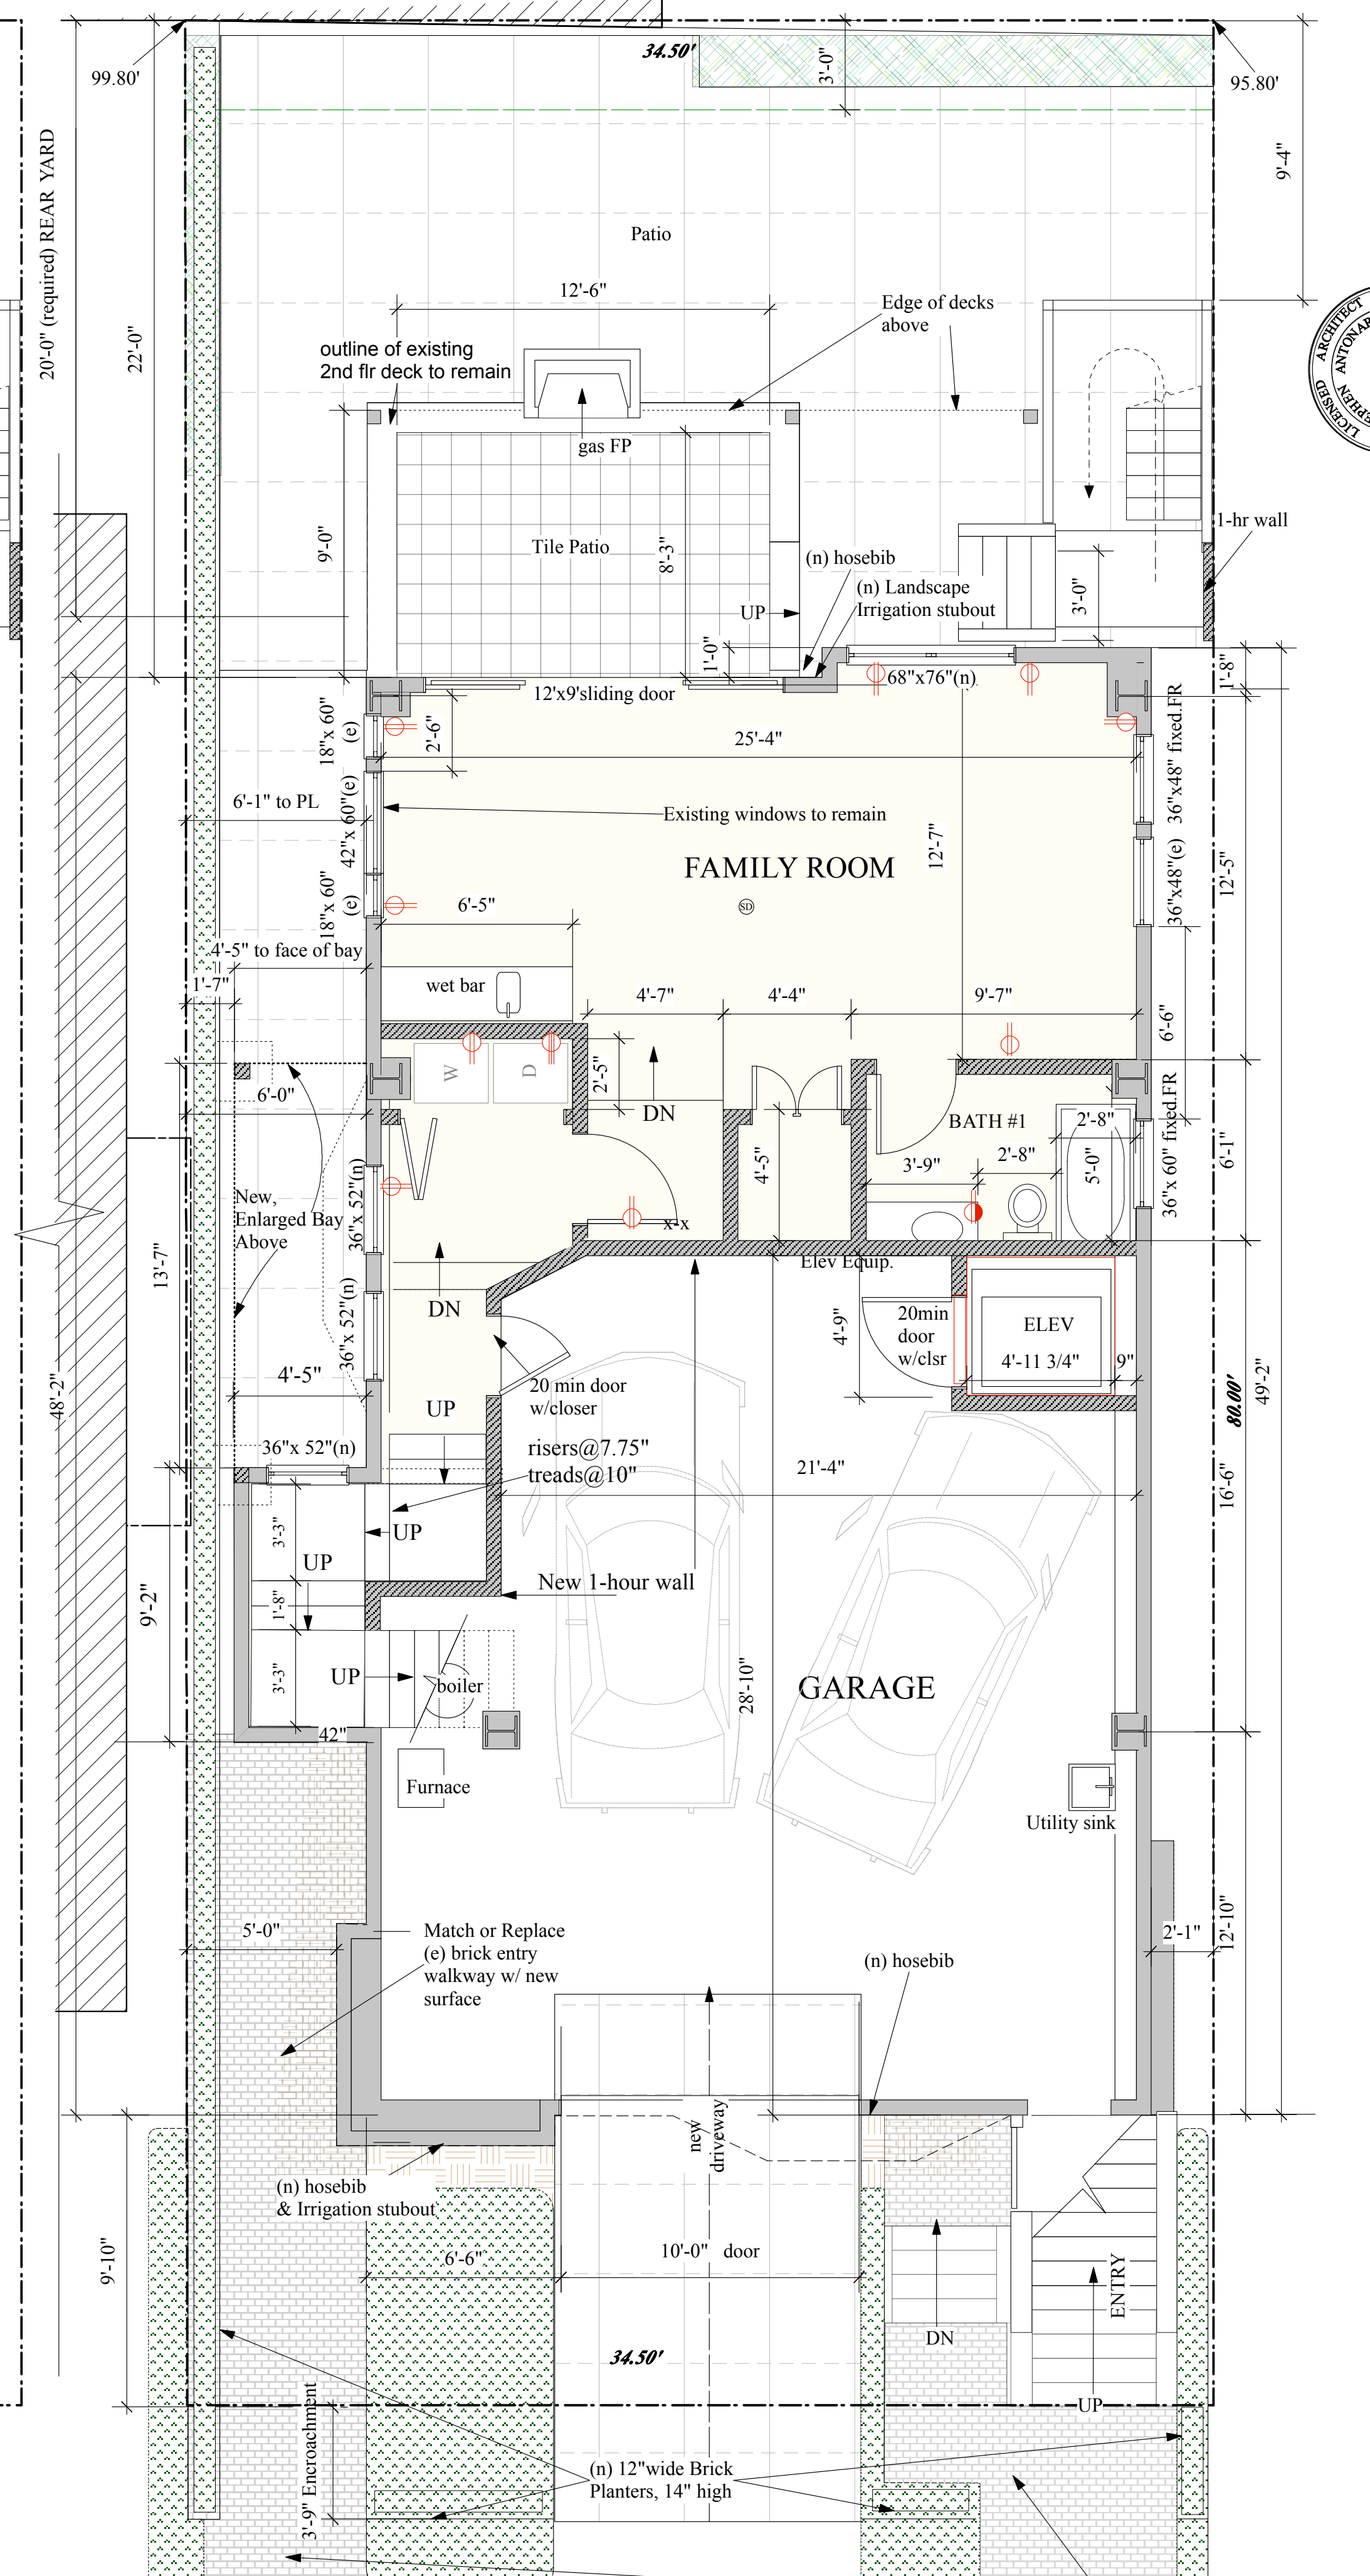 34.50'
99.80'
3'-0"
95.80'
20'-0" (required) REAR YARD
22'-0"
9'-4"
Patio
12'-6"
Edge of decks
above
outline of existing
2nd flr deck to remain
LICENSED
ARCHITECT
gas FP
9'-0"
Tile Patio
8'-3"
1-hr wall
(n) hosebib
(n) Landscape
Irrigation stubout
3'-0"
UP
1'-0"
1'-8"
12'x9'sliding door
68"x76"(n)
18"x 60"
(e)
2'-6"
25'-4"
36"x48" fixed.FR
6'-1" to PL
42"x 60"(e)
Existing windows to remain
FAMILY ROOM
12'-7"
36"x48"(e)
12'-5"
18"x 60"
(e)
6'-5"
SD
4'-5" to face of bay
1'-7"
wet bar
4'-7"
4'-4"
9'-7"
6'-6"
W
D
2'-5"
6'-0"
DN
BATH #1
2'-8"
36"x 60" fixed.FR
6'-1"
4'-5"
3'-9"
2'-8"
5'-0"
New,
Enlarged Bay
Above
36"x 52"(n)
x-x
13'-7"
Elev Equip.
DN
36"x 52"(n)
4'-9"
20min
door
w/clsr
ELEV
4'-11 3/4"
9"
48'-2"
4'-5"
20 min door
w/closer
UP
80.00'
49'-2"
36"x 52"(n)
risers@7.75"
treads@10"
21'-4"
16'-6"
3'-3"
UP
UP
New 1-hour wall
9'-2"
1'-8"
3'-3"
UP
boiler
28'-10"
GARAGE
42"
Furnace
Utility sink
5'-0"
Match or Replace
(e) brick entry
walkway w/ new
surface
(n) hosebib
2'-1"
12'-10"
new
driveway
(n) hosebib
& Irrigation stubout
9'-10"
6'-6"
10'-0" door
ENTRY
DN
34.50'
UP
3'-9" Encroachment
(n) 12"wide Brick
Planters, 14" high